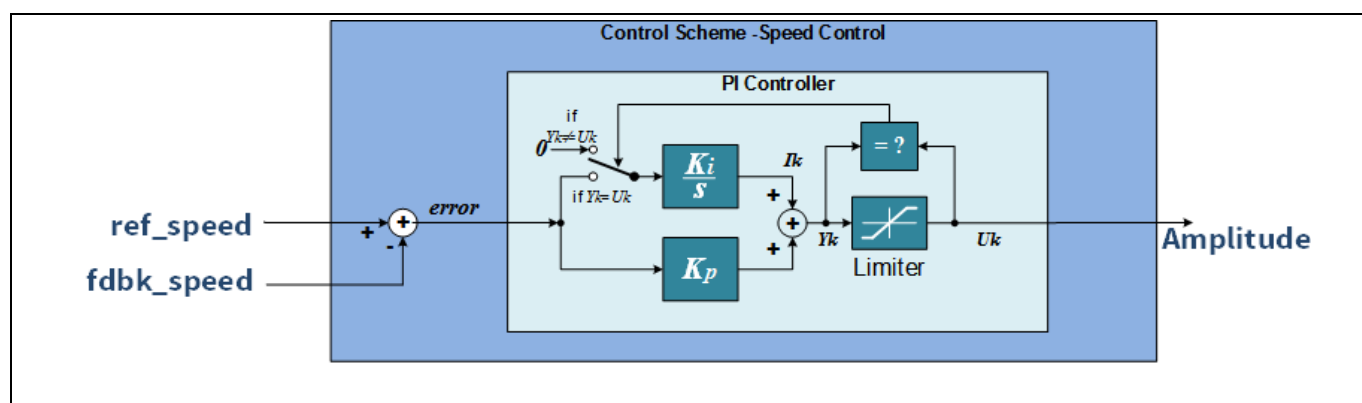 Control Scheme -Speed Control
PI Controller
if
Yk≠Uk
0
= ?
Ki
s
Ik
if Yk=Uk
+
ref_speed
error
+
+
-
+
Yk
Uk
Amplitude
fdbk_speed
Kp
+
Limiter